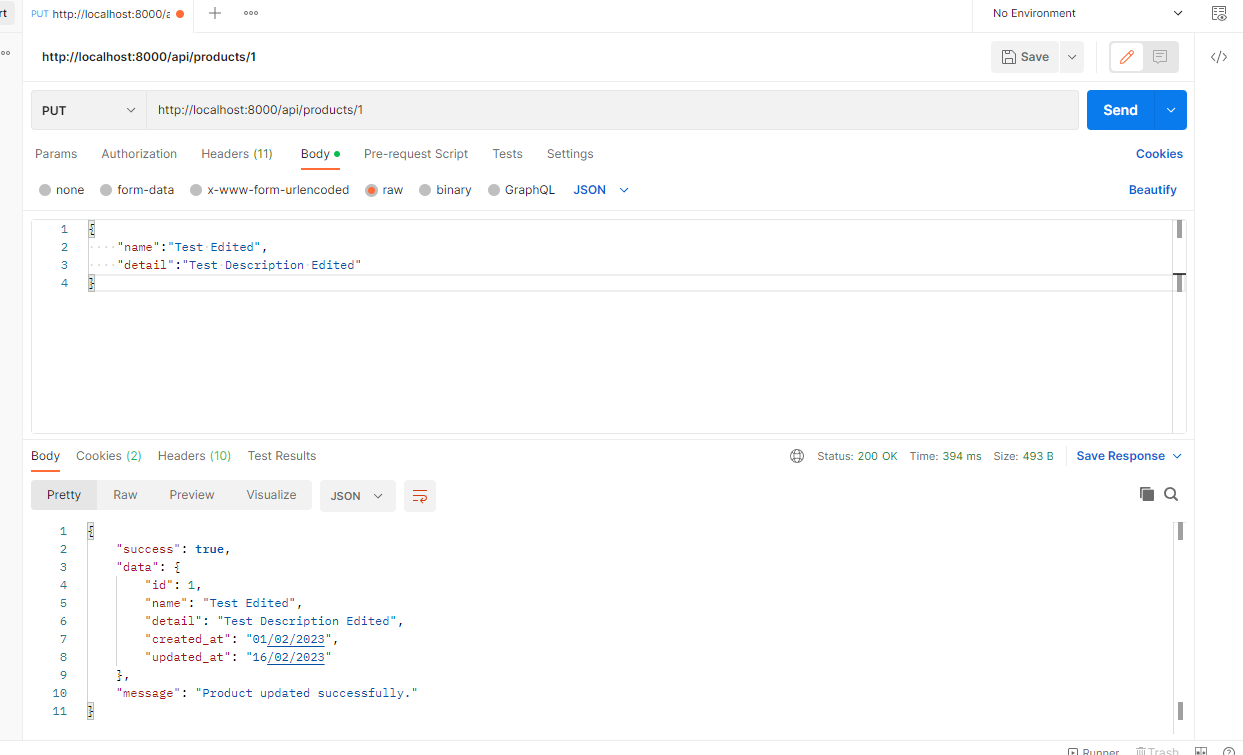 rt PUT http://localhost:8000/a No Environment
http://localhost:8000/api/products/1 Save </>
PUT http://localhost:8000/api/products/1 Send
Params Authorization Headers (11) Body Pre-request Script Tests Settings Cookies
none form-data x-www-form-urlencoded raw binary GraphQL JSON Beautify
1 {
2 "name":"Test Edited",
3 "detail":"Test Description Edited"
4 }
Body Cookies (2) Headers (10) Test Results Status: 200 OK Time: 394 ms Size: 493 B Save Response
Pretty Raw Preview Visualize JSON
1 {
2 "success": true,
3 "data": {
4 "id": 1,
5 "name": "Test Edited",
6 "detail": "Test Description Edited",
7 "created_at": "01/02/2023",
8 "updated_at": "16/02/2023"
9 },
10 "message": "Product updated successfully."
11 }
Runner Trash